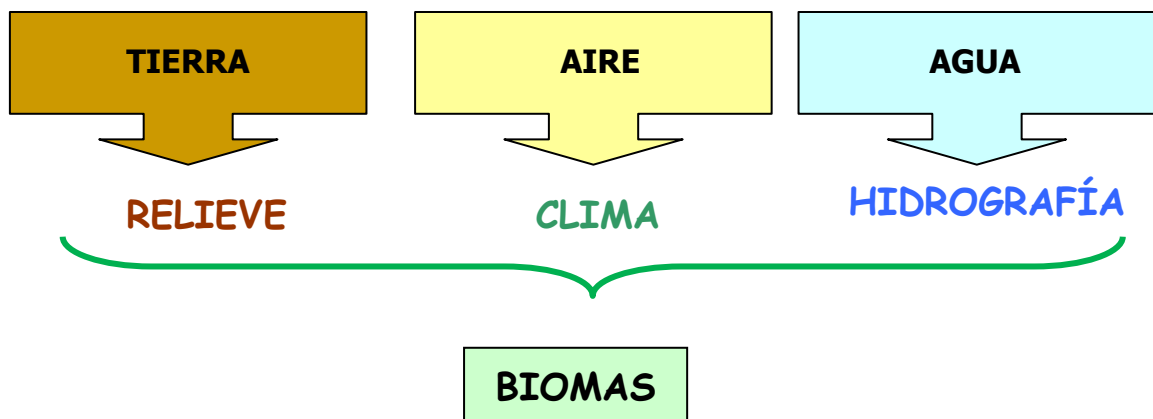 TIERRA
AIRE
AGUA
RELIEVE
CLIMA
HIDROGRAFÍA
BIOMAS